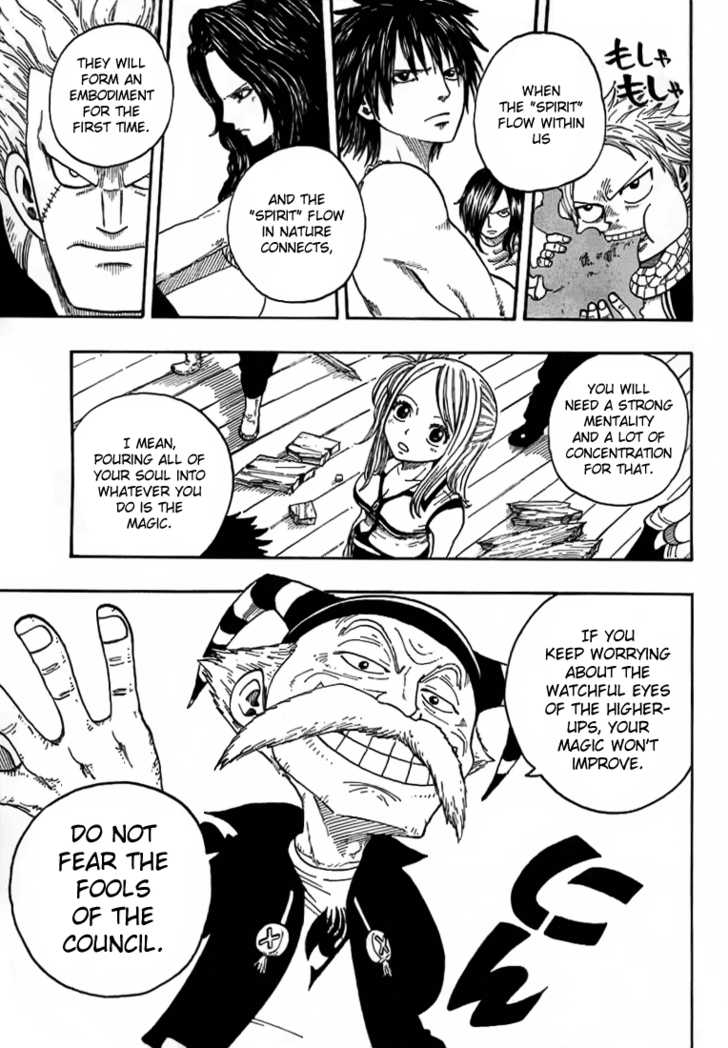 もしゃ
もしゃ
WHEN
THE "SPIRIT"
FLOW WITHIN
US
AND THE
"SPIRIT" FLOW
IN NATURE
CONNECTS,
THEY WILL
FORM AN
EMBODIMENT
FOR THE
FIRST TIME.
YOU WILL
NEED A STRONG
MENTALITY
AND A LOT OF
CONCENTRATION
FOR THAT.
I MEAN,
POURING ALL OF
YOUR SOUL INTO
WHATEVER YOU
DO IS THE
MAGIC.
IF YOU
KEEP WORRYING
ABOUT THE
WATCHFUL EYES
OF THE HIGHER-
UPS, YOUR
MAGIC WON'T
IMPROVE.
DO NOT
FEAR THE
FOOLS
OF THE
COUNCIL.
にん